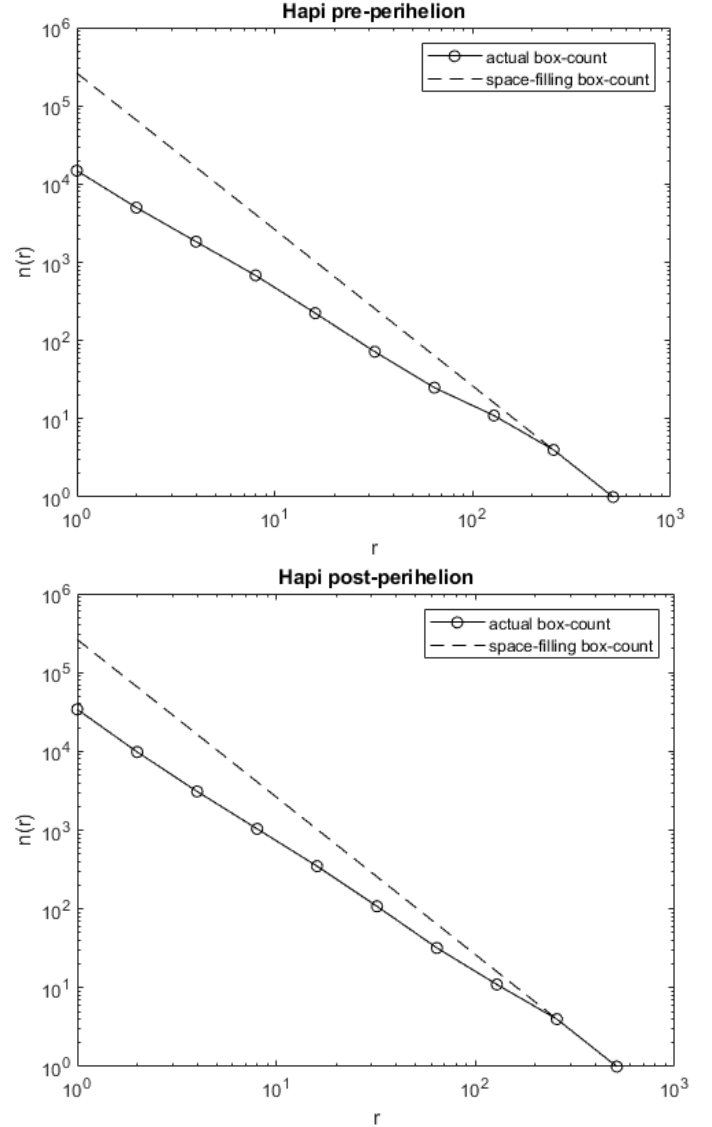 Hapi pre-perihelion
10^6
actual box-count
space-filling box-count
10^5
10^4
n(r)
10^3
10^2
10^1
10^0
10^0 10^1 10^2 10^3
r
Hapi post-perihelion
10^6
actual box-count
space-filling box-count
10^5
10^4
n(r)
10^3
10^2
10^1
10^0
10^0 10^1 10^2 10^3
r